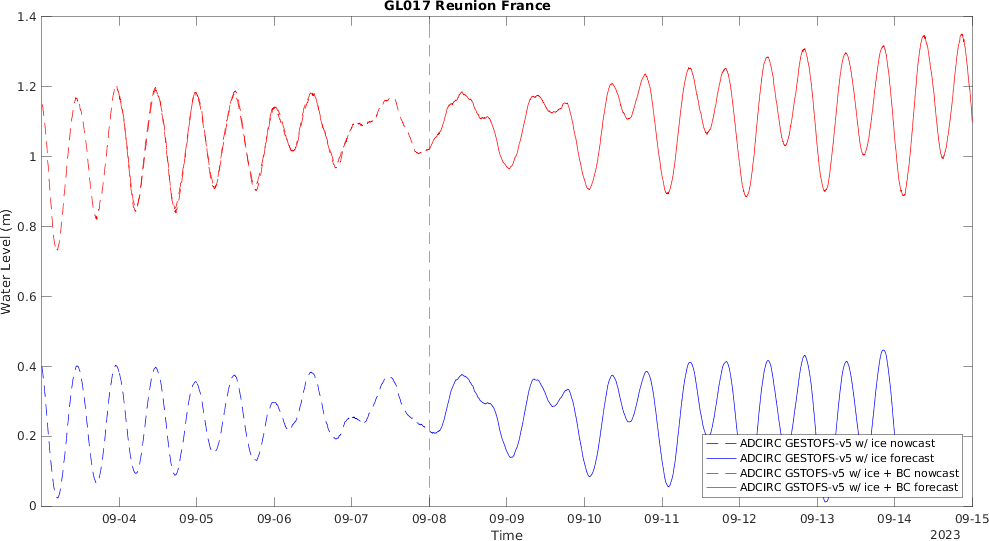 GL017 Reunion France
1.4
1.2
1
0.8
0.6
0.4
0.2
0
Water Level (m)
ADCIRC GESTOFS-v5 w/ ice nowcast
ADCIRC GESTOFS-v5 w/ ice forecast
ADCIRC GSTOFS-v5 w/ ice + BC nowcast
ADCIRC GSTOFS-v5 w/ ice + BC forecast
09-04 09-05 09-06 09-07 09-08 09-09 09-10 09-11 09-12 09-13 09-14 09-15
Time
2023